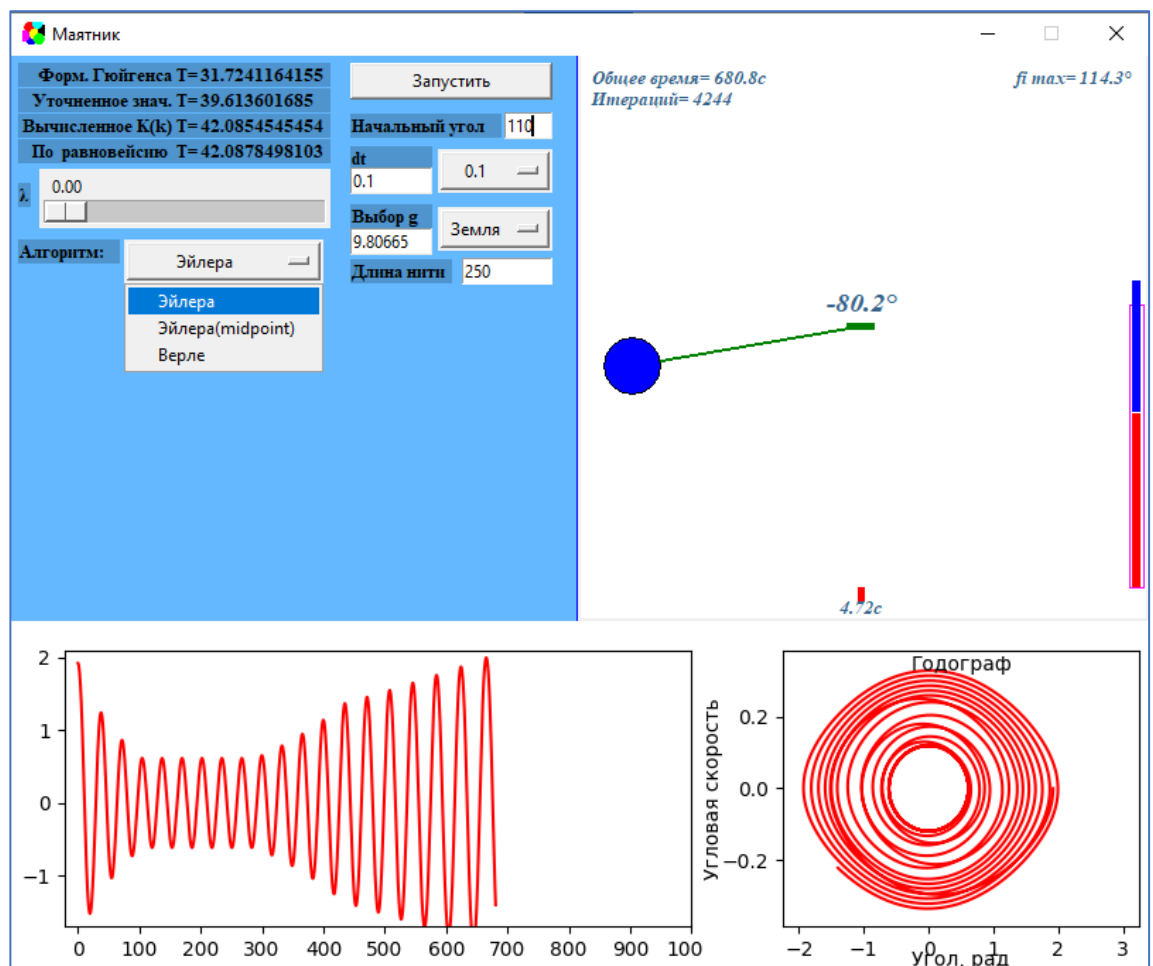 Маятник
Форм. Гюйгенса T=31.7241164155
Уточненное знач. T=39.613601685
Вычисленное K(k) T=42.0854545454
По равновейсию T=42.0878498103
λ
0.00
Алгоритм:
Эйлера
Эйлера
Эйлера(midpoint)
Верле
Запустить
Начальный угол 110
dt
0.1
0.1
Выбор g
9.80665
Земля
Длина нити 250
Общее время= 680.8с
Итераций= 4244
fi max= 114.3°
-80.2°
4.72с
2
1
0
−1
0 100 200 300 400 500 600 700 800 900 100
Годограф
Угловая скорость
0.2
0.0
−0.2
−2 −1 0 1 2 3
Угол, рад